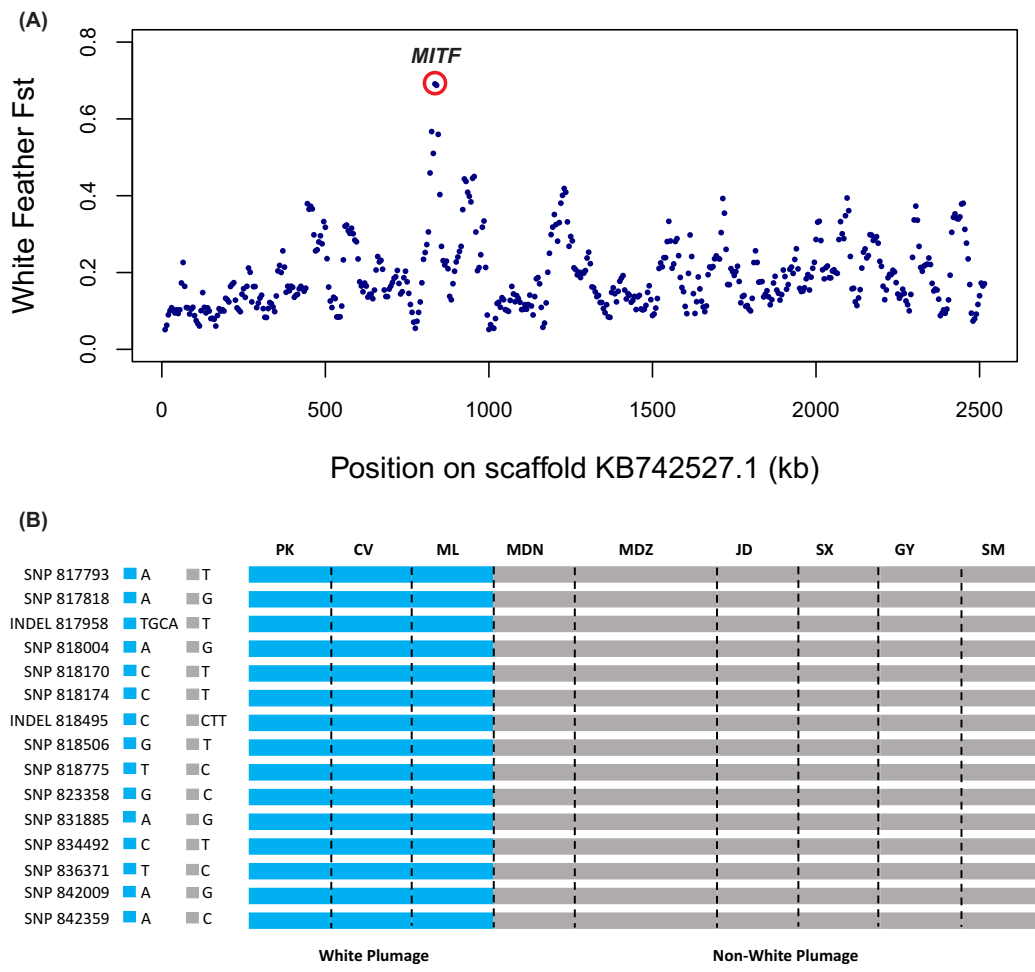 (A)
MITF
White Feather Fst
0.8
0.6
0.4
0.2
0.0
0 500 1000 1500 2000 2500
Position on scaffold KB742527.1 (kb)
(B)
PK CV ML MDN MDZ JD SX GY SM
SNP 817793 A T
SNP 817818 A G
INDEL 817958 TGCA T
SNP 818004 A G
SNP 818170 C T
SNP 818174 C T
INDEL 818495 C CTT
SNP 818506 G T
SNP 818775 T C
SNP 823358 G C
SNP 831885 A G
SNP 834492 C T
SNP 836371 T C
SNP 842009 A G
SNP 842359 A C
White Plumage Non-White Plumage